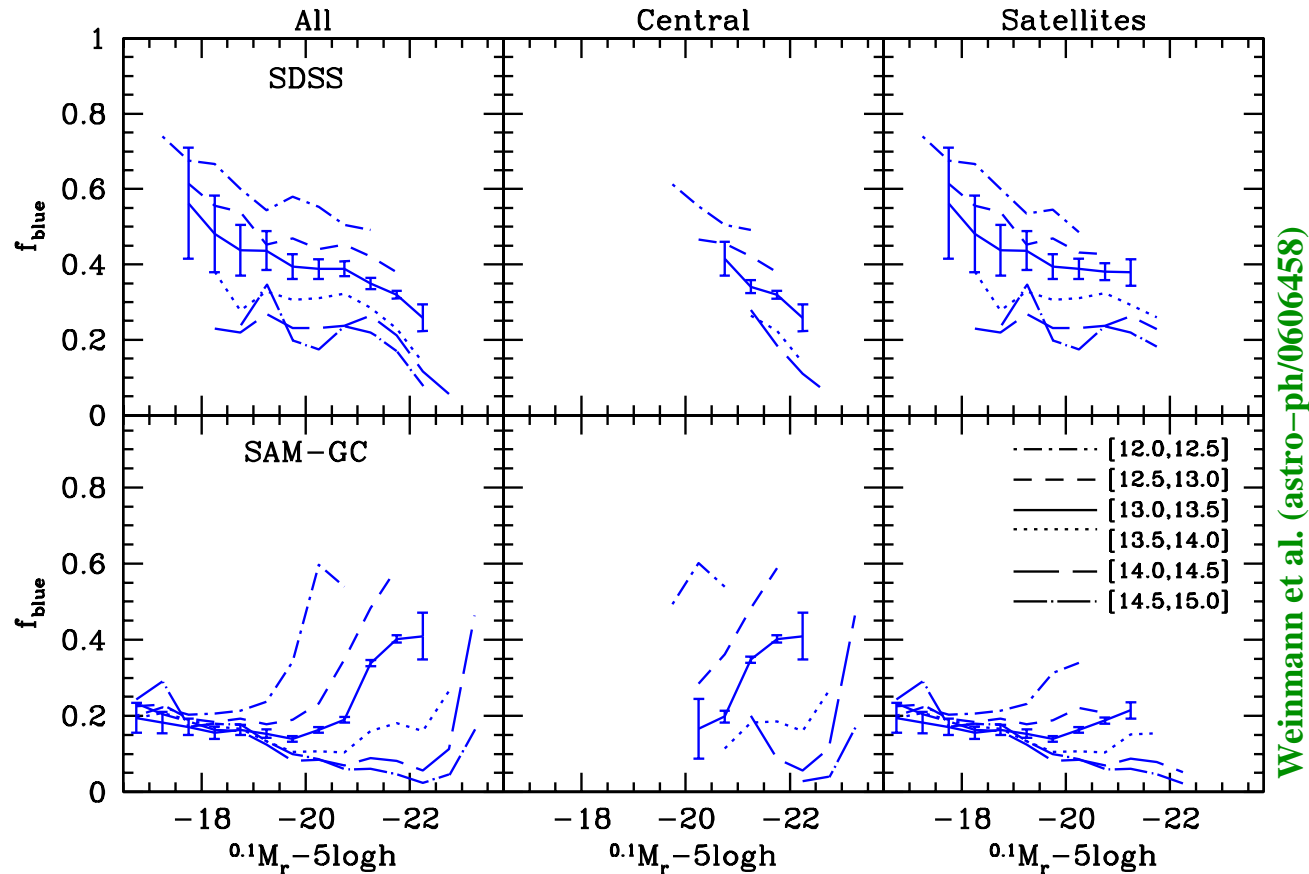 All Central Satellites
SDSS
1
0.8
0.6
0.4
0.2
0
f_blue
SAM-GC
0.8
0.6
0.4
0.2
0
f_blue
[12.0,12.5]
[12.5,13.0]
[13.0,13.5]
[13.5,14.0]
[14.0,14.5]
[14.5,15.0]
−18 −20 −22 −18 −20 −22 −18 −20 −22
0.1M_r−5logh 0.1M_r−5logh 0.1M_r−5logh
Weinmann et al. (astro−ph/0606458)